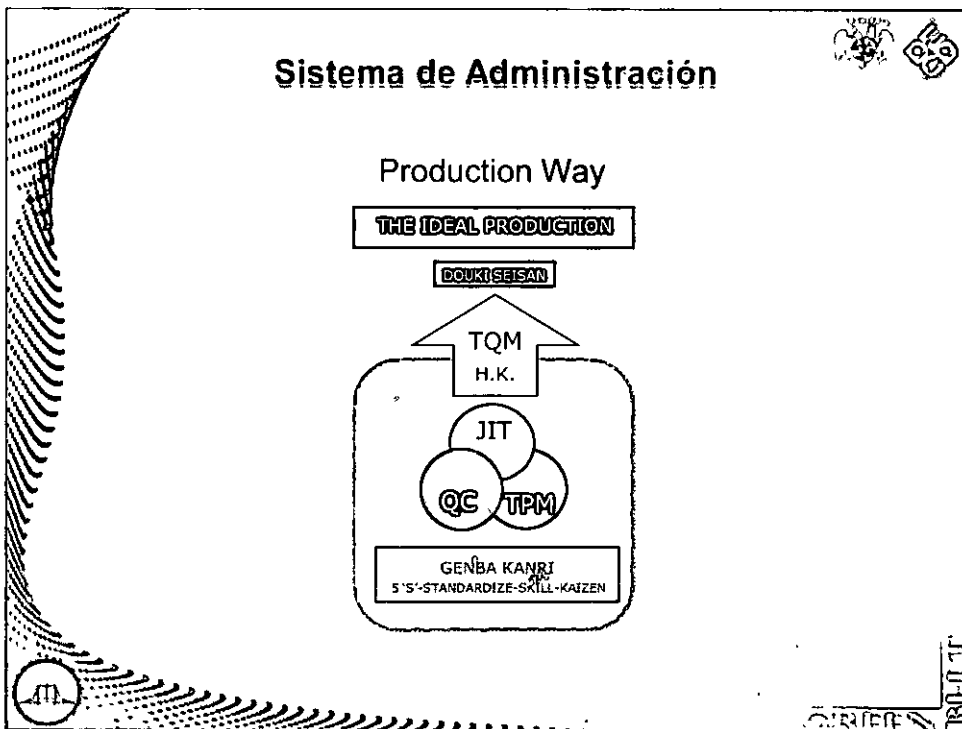 Sistema de Administración
Production Way
THE IDEAL PRODUCTION
DOUKI SEISAN
TQM
H.K.
JIT
QC
TPM
GENBA KANRI
5 'S'-STANDARDIZE-SKILL-KAIZEN